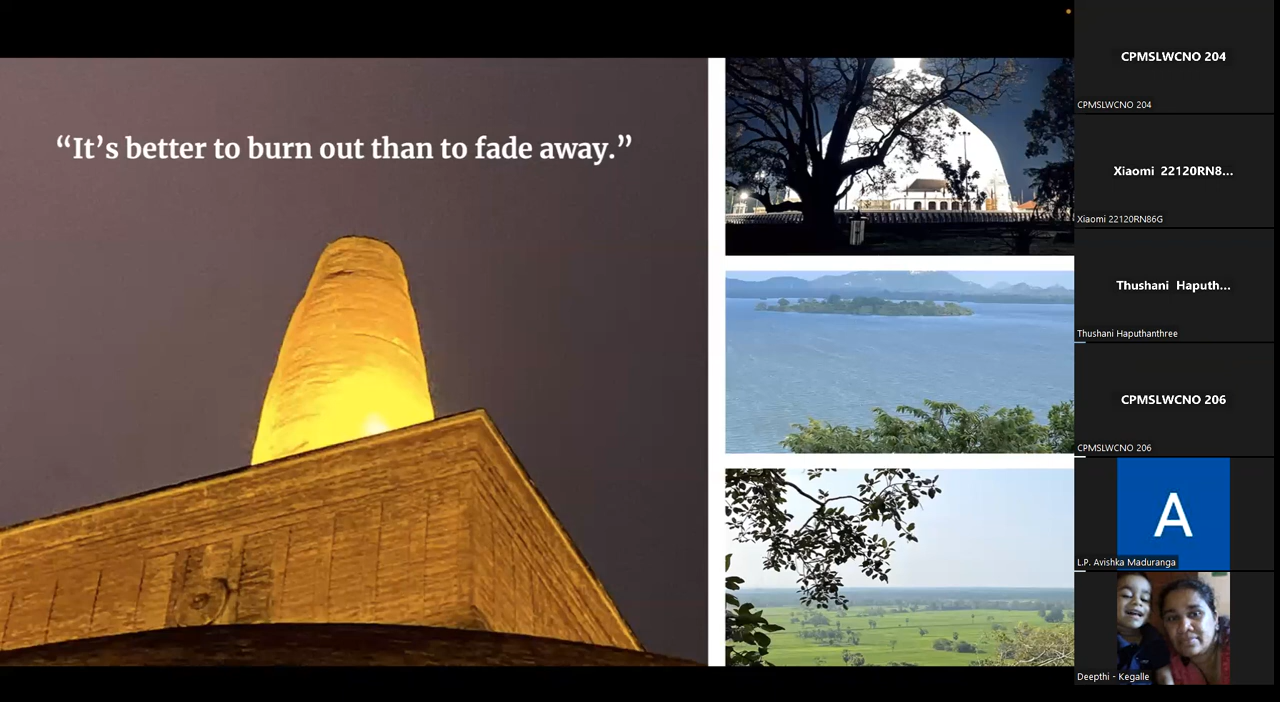 “It’s better to burn out than to fade away.”
CPMSLWCNO 204
CPMSLWCNO 204
Xiaomi 22120RN8...
Xiaomi 22120RN86G
Thushani Haputh...
Thushani Haputhanthree
CPMSLWCNO 206
CPMSLWCNO 206
A
L.P. Avishka Maduranga
Deepthi - Kegalle